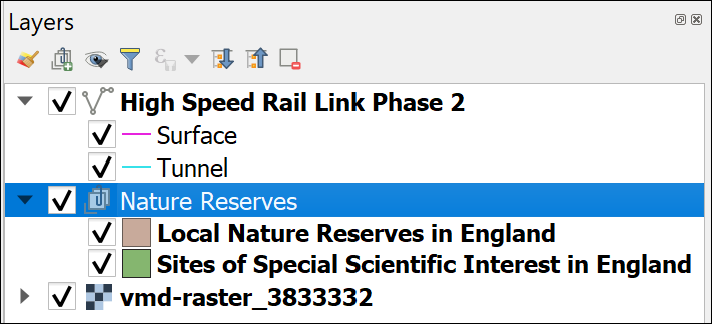 Layers
High Speed Rail Link Phase 2
Surface
Tunnel
Nature Reserves
Local Nature Reserves in England
Sites of Special Scientific Interest in England
vmd-raster_3833332